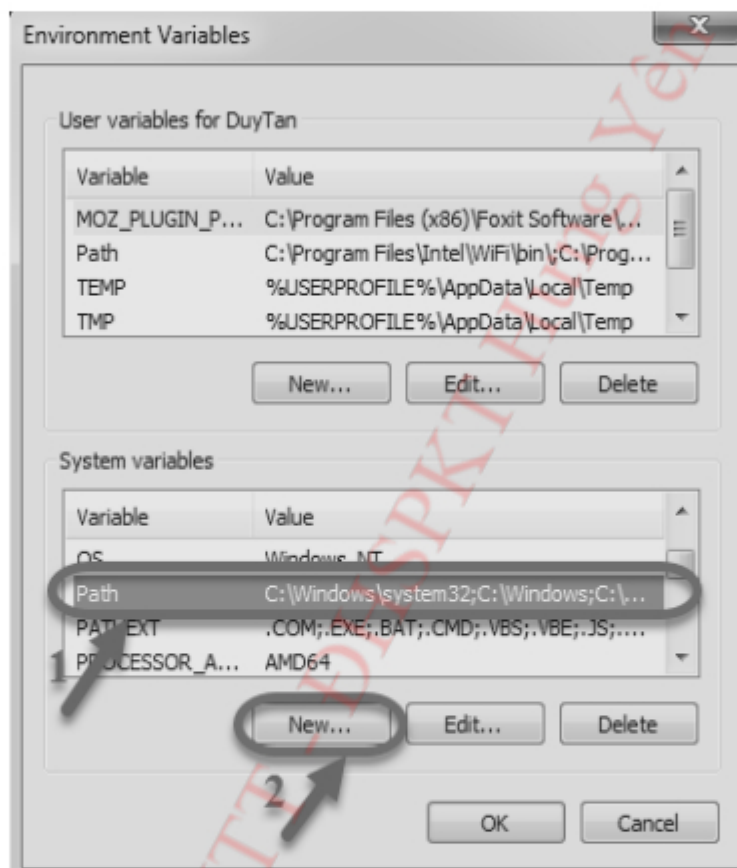 Environment Variables
X
User variables for DuyTan
Variable Value
MOZ_PLUGIN_P... C:\Program Files (x86)\Foxit Software\...
Path C:\Program Files\Intel\WiFi\bin\;C:\Prog...
TEMP %USERPROFILE%\AppData\Local\Temp
TMP %USERPROFILE%\AppData\Local\Temp
New... Edit... Delete
System variables
Variable Value
OS Windows_NT
Path C:\Windows\system32;C:\Windows;C:\...
PATHEXT .COM;.EXE;.BAT;.CMD;.VBS;.VBE;.JS;....
1
PROCESSOR_A... AMD64
New... Edit... Delete
2
OK Cancel
ĐHSPKT Hưng Yên